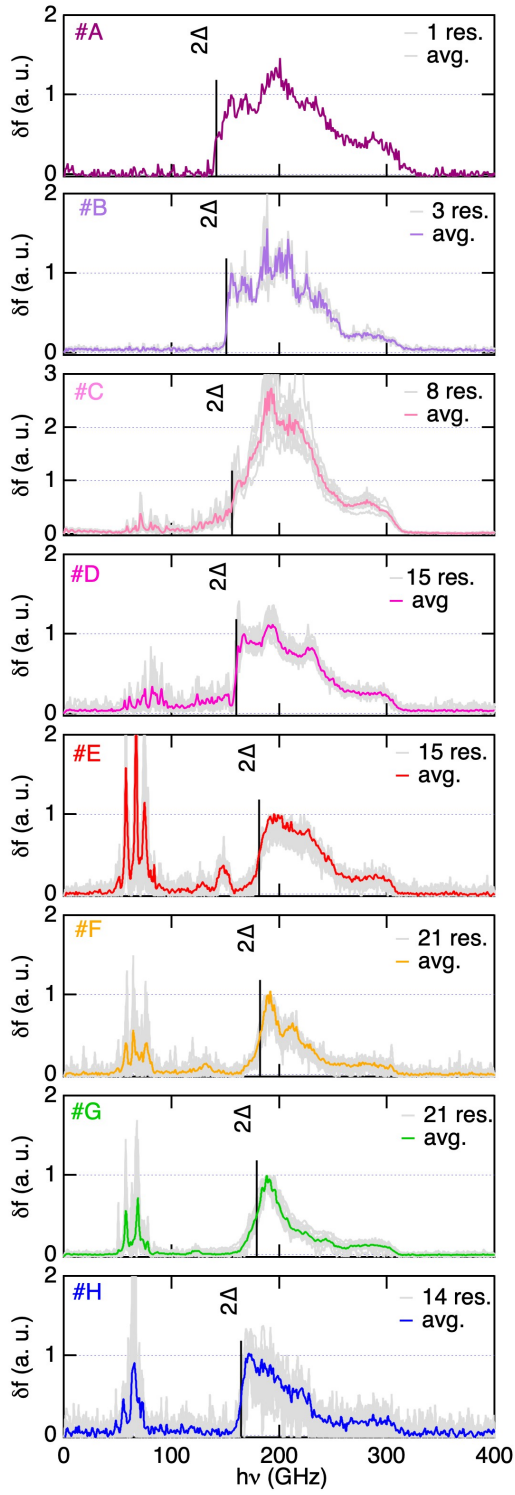 #A 2Δ 1 res.
avg.
δf (a. u.)
2
1
0
#B 2Δ 3 res.
avg.
δf (a. u.)
2
1
0
#C 2Δ 8 res.
avg.
δf (a. u.)
3
2
1
0
#D 2Δ 15 res.
avg
δf (a. u.)
2
1
0
#E 2Δ 15 res.
avg.
δf (a. u.)
2
1
0
#F 2Δ 21 res.
avg.
δf (a. u.)
2
1
0
#G 2Δ 21 res.
avg.
δf (a. u.)
2
1
0
#H 2Δ 14 res.
avg.
δf (a. u.)
2
1
0
0 100 200 300 400
hν (GHz)